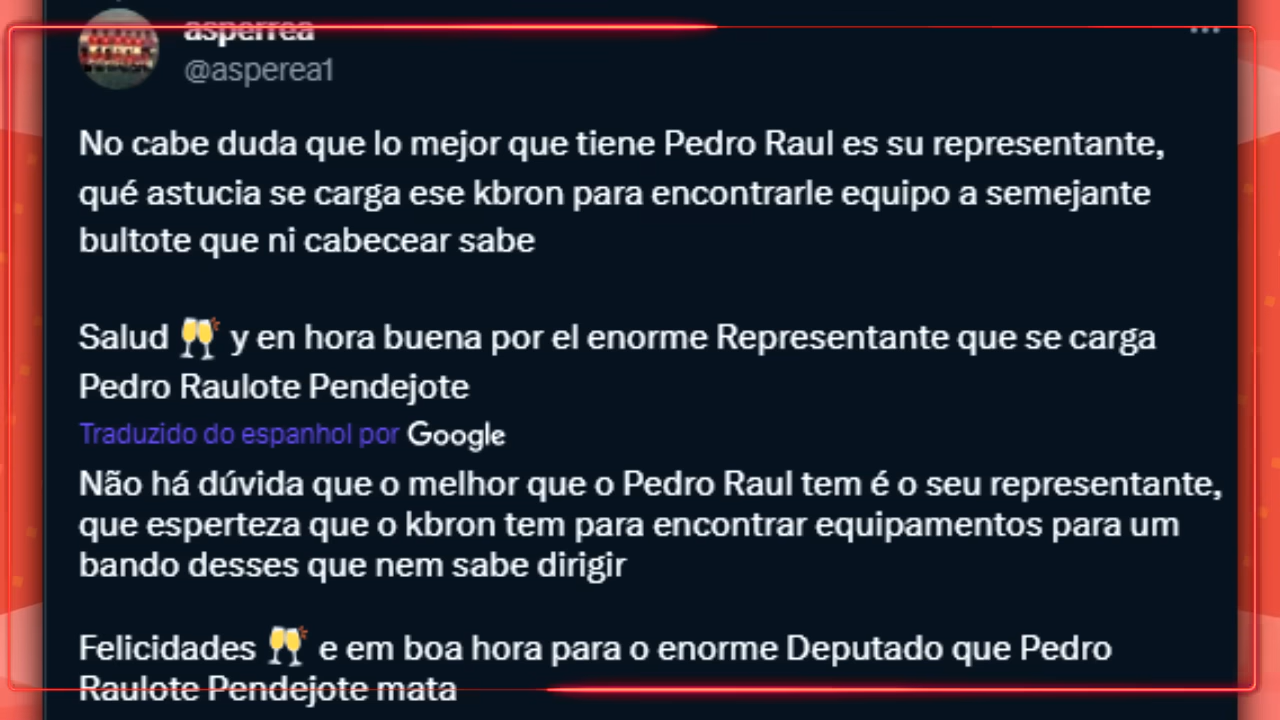 asperrea
@asperea1
No cabe duda que lo mejor que tiene Pedro Raul es su representante,
qué astucia se carga ese kbron para encontrarle equipo a semejante
bultote que ni cabecear sabe
Salud 🥂 y en hora buena por el enorme Representante que se carga
Pedro Raulote Pendejote
Traduzido do espanhol por Google
Não há dúvida que o melhor que o Pedro Raul tem é o seu representante,
que esperteza que o kbron tem para encontrar equipamentos para um
bando desses que nem sabe dirigir
Felicidades 🥂 e em boa hora para o enorme Deputado que Pedro
Raulote Pendejote mata